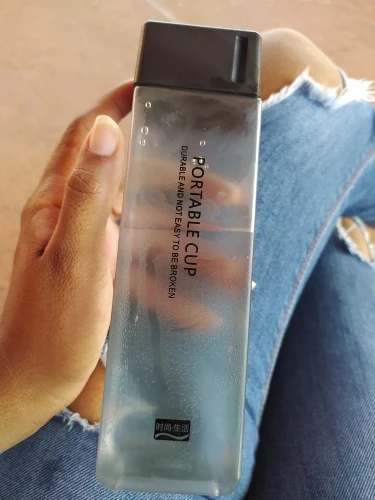 PORTABLE CUP
DURABLE AND NOT EASY TO BE BROKEN
时尚·生活